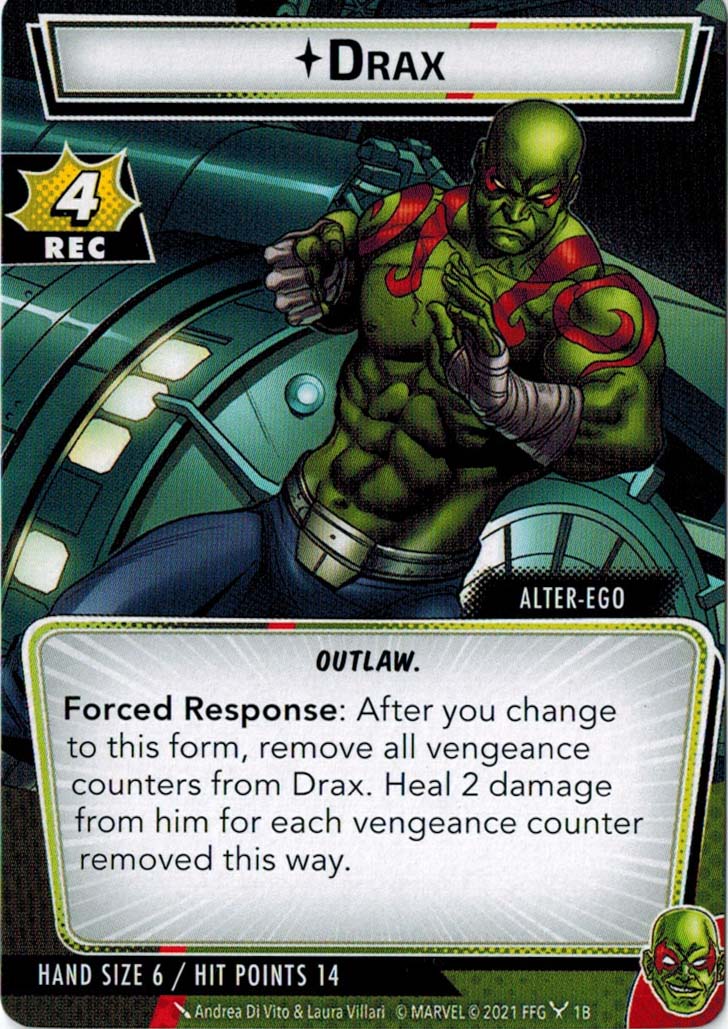 DRAX
4
REC
ALTER-EGO
OUTLAW.
Forced Response: After you change
to this form, remove all vengeance
counters from Drax. Heal 2 damage
from him for each vengeance counter
removed this way.
HAND SIZE 6 / HIT POINTS 14
Andrea Di Vito & Laura Villari © MARVEL © 2021 FFG 1B